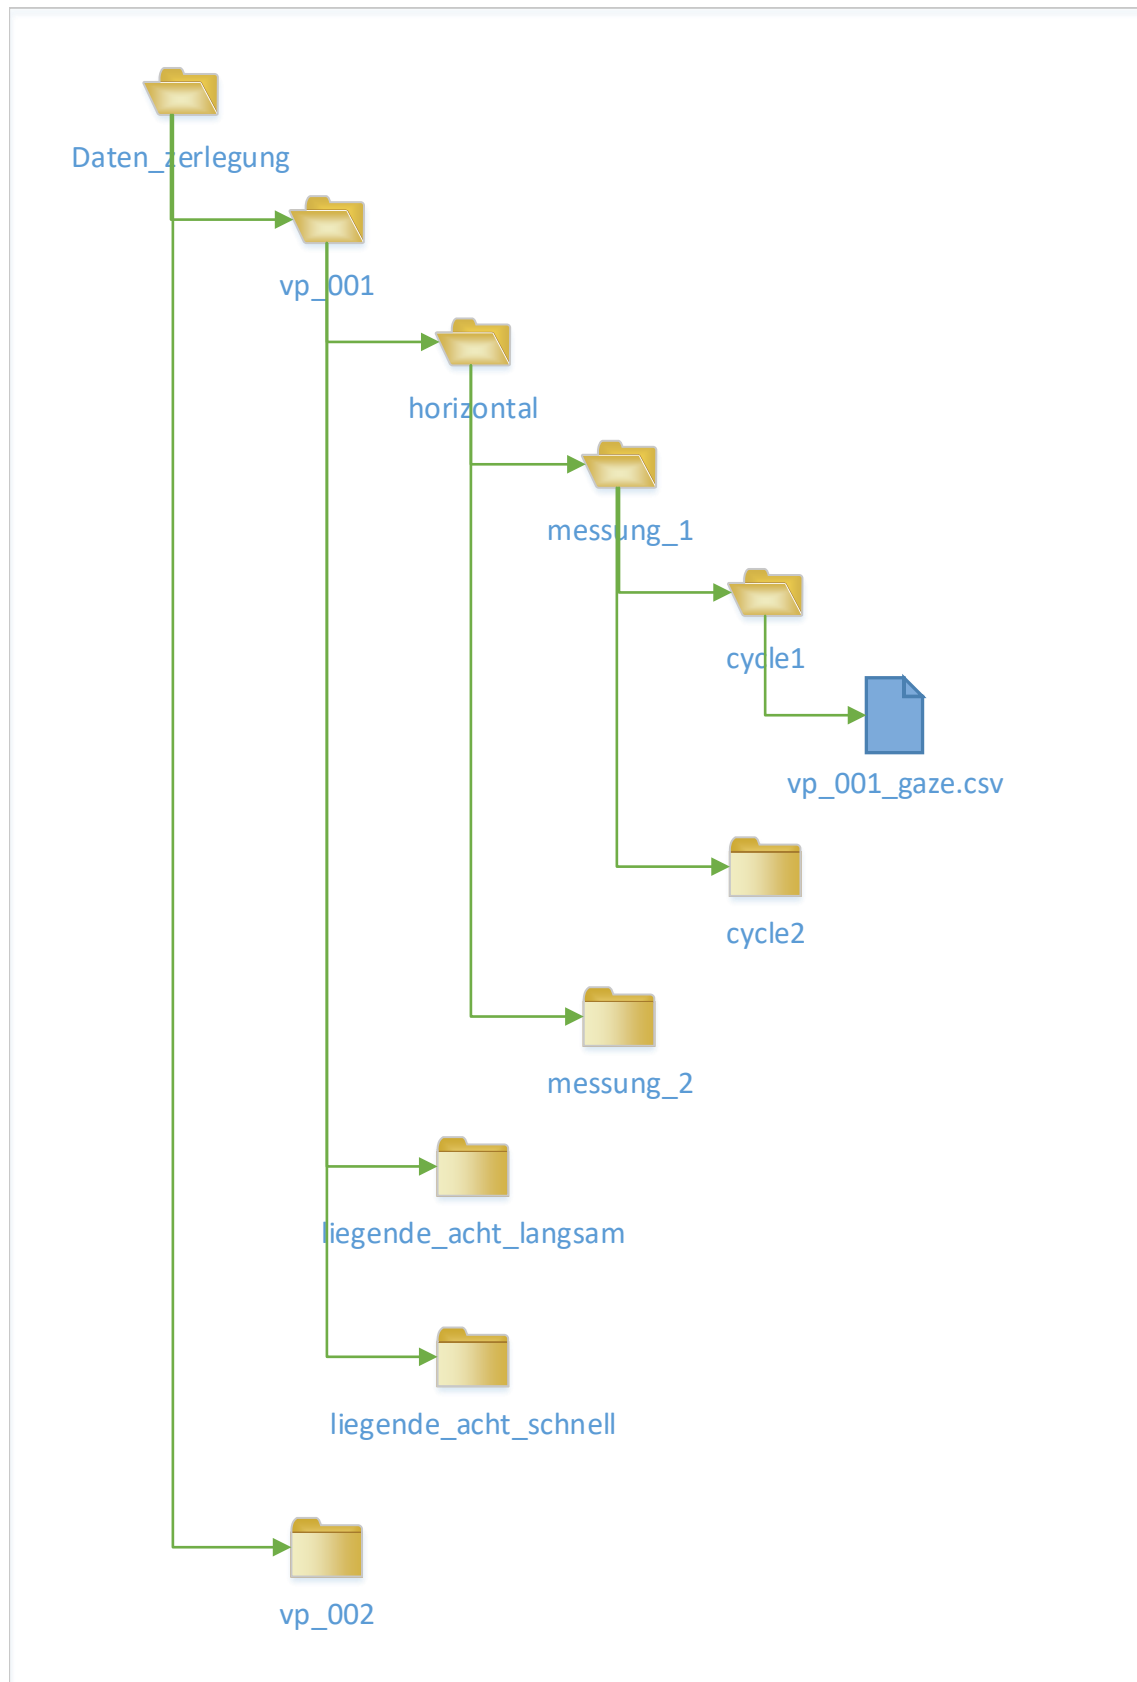 Daten_zerlegung
vp_001
horizontal
messung_1
cycle1
vp_001_gaze.csv
cycle2
messung_2
liegende_acht_langsam
liegende_acht_schnell
vp_002